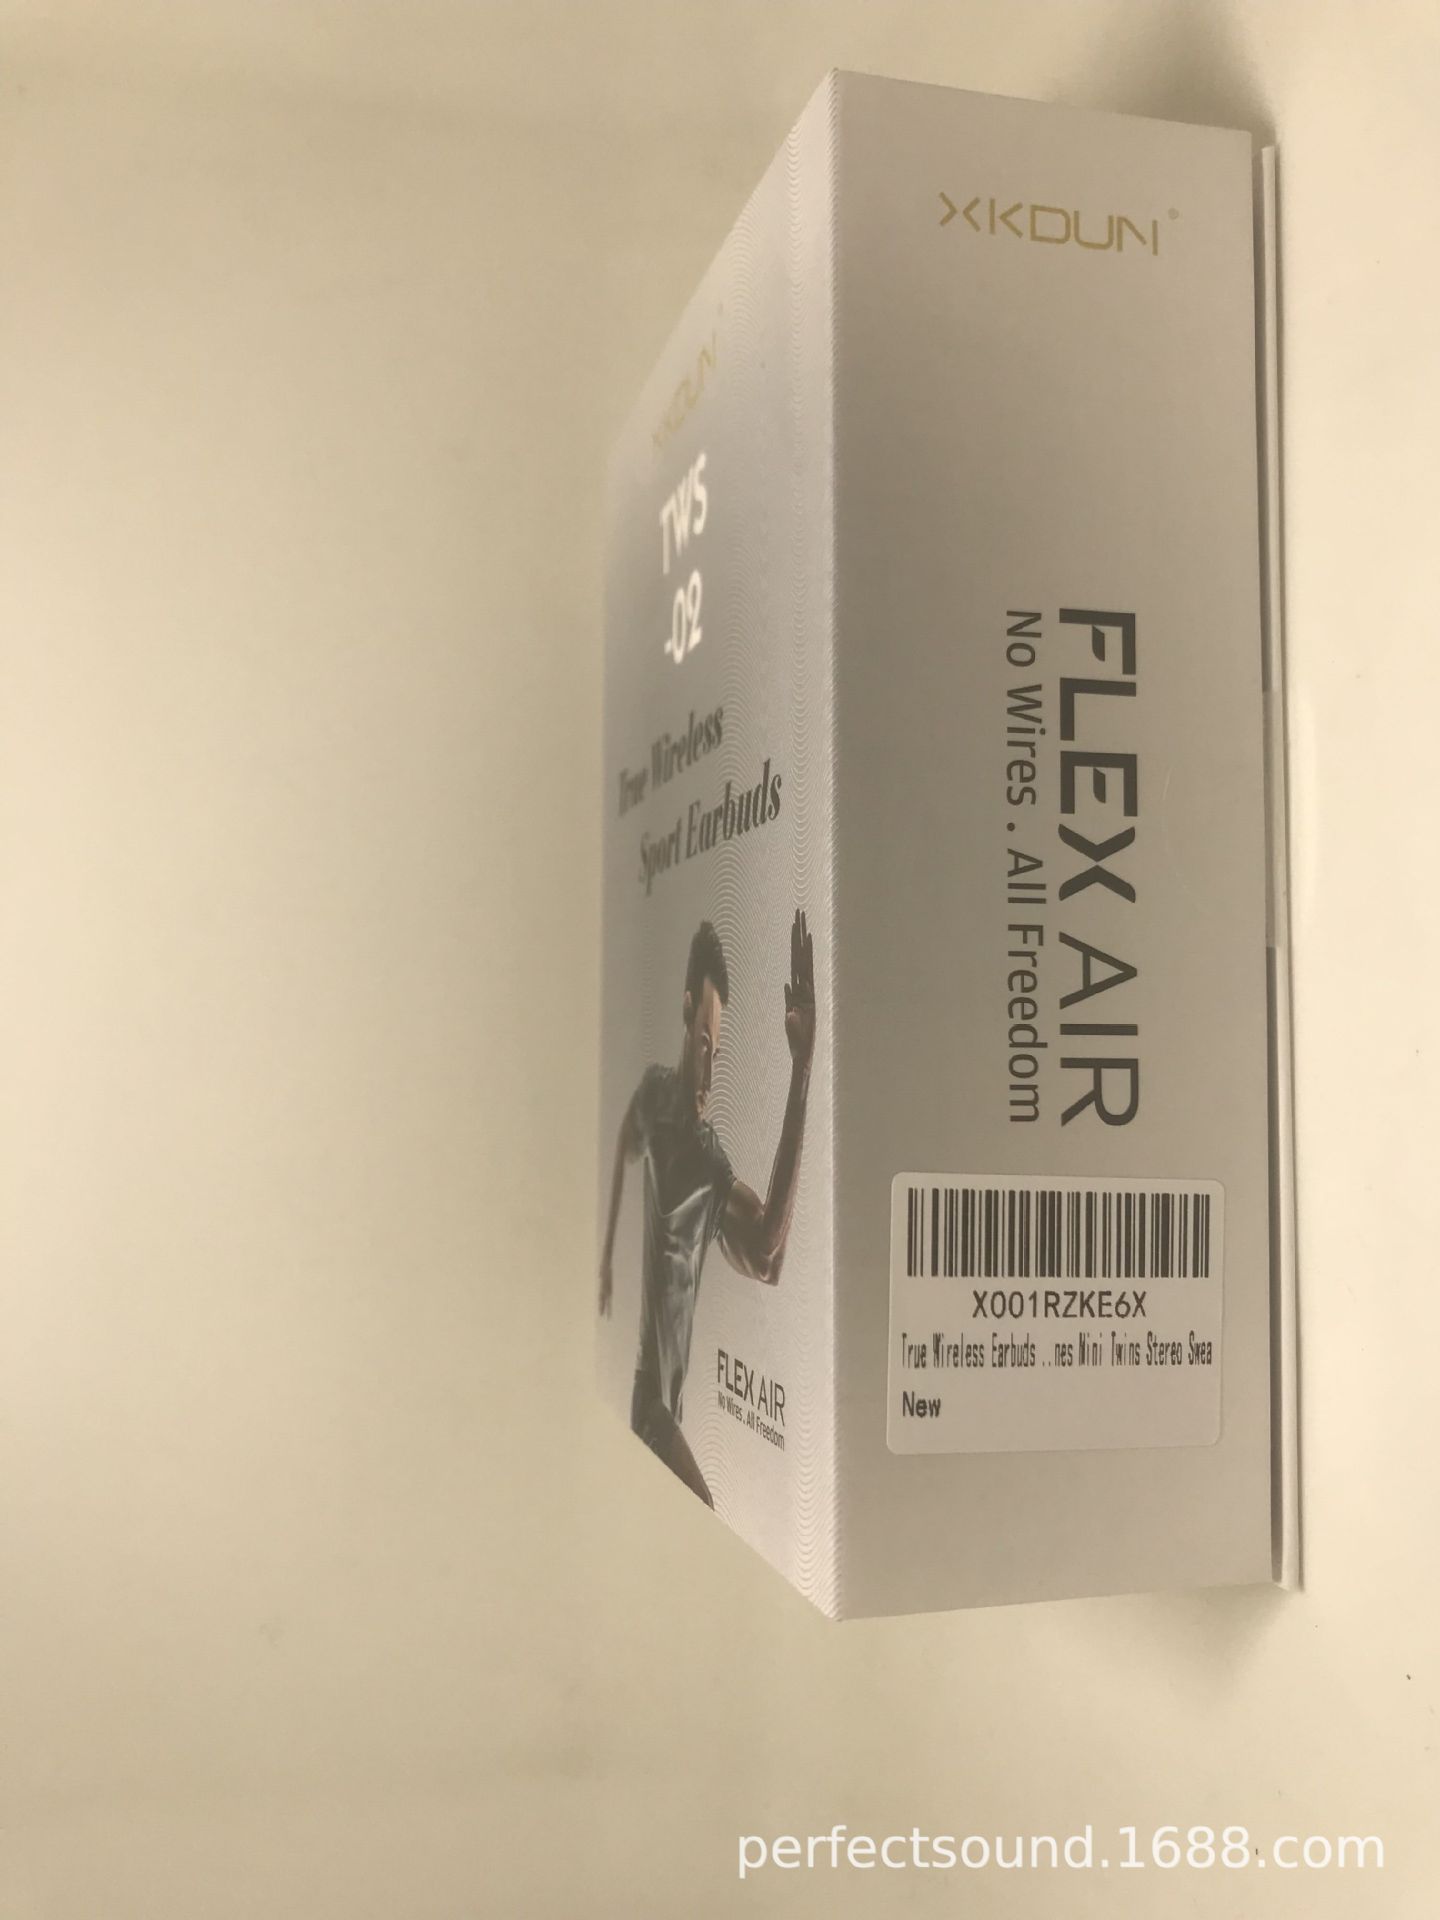 XKDUN®
XKDUN
TWS
-02
True Wireless
Sport Earbuds
FLEX AIR
No Wires . All Freedom
FLEX AIR
No Wires . All Freedom
X001RZKE6X
True Wireless Earbuds ...nes Mini Twins Stereo Swea
New
perfectsound.1688.com